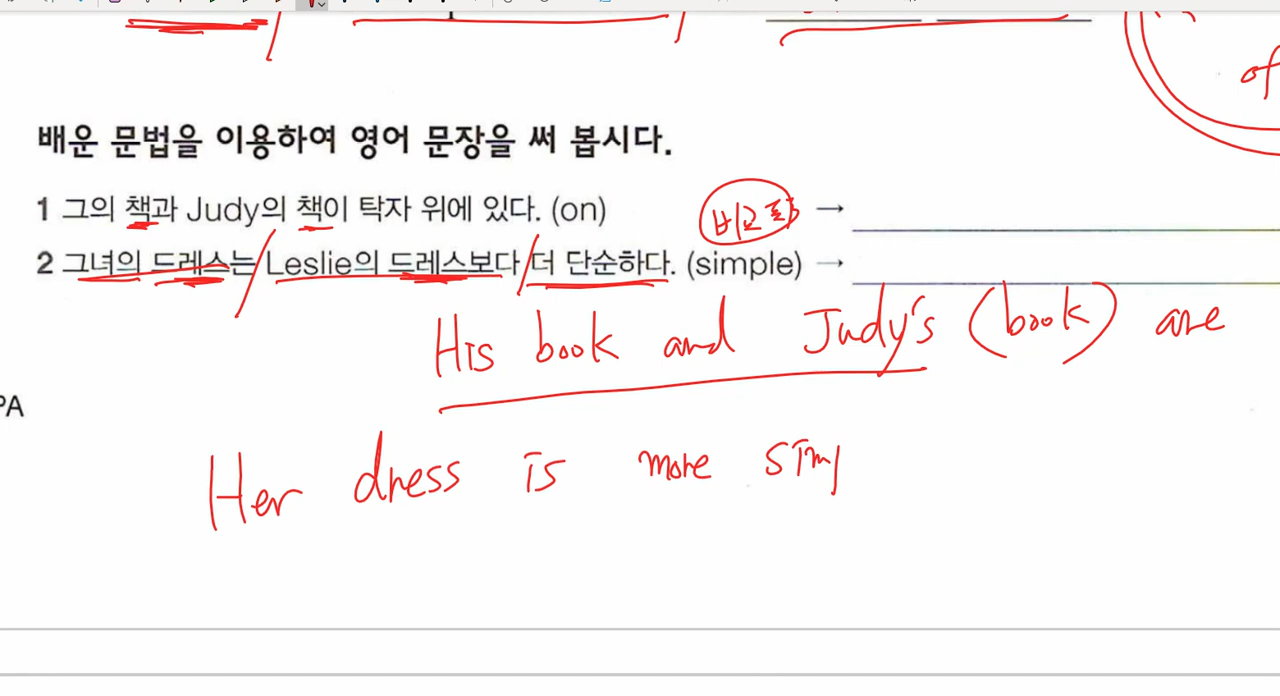 of
배운 문법을 이용하여 영어 문장을 써 봅시다.
1 그의 책과 Judy의 책이 탁자 위에 있다. (on) →
비교급
2 그녀의 드레스는 Leslie의 드레스보다 더 단순하다. (simple) →
His book and Judy's (book) are
PA
Her dress is more simp